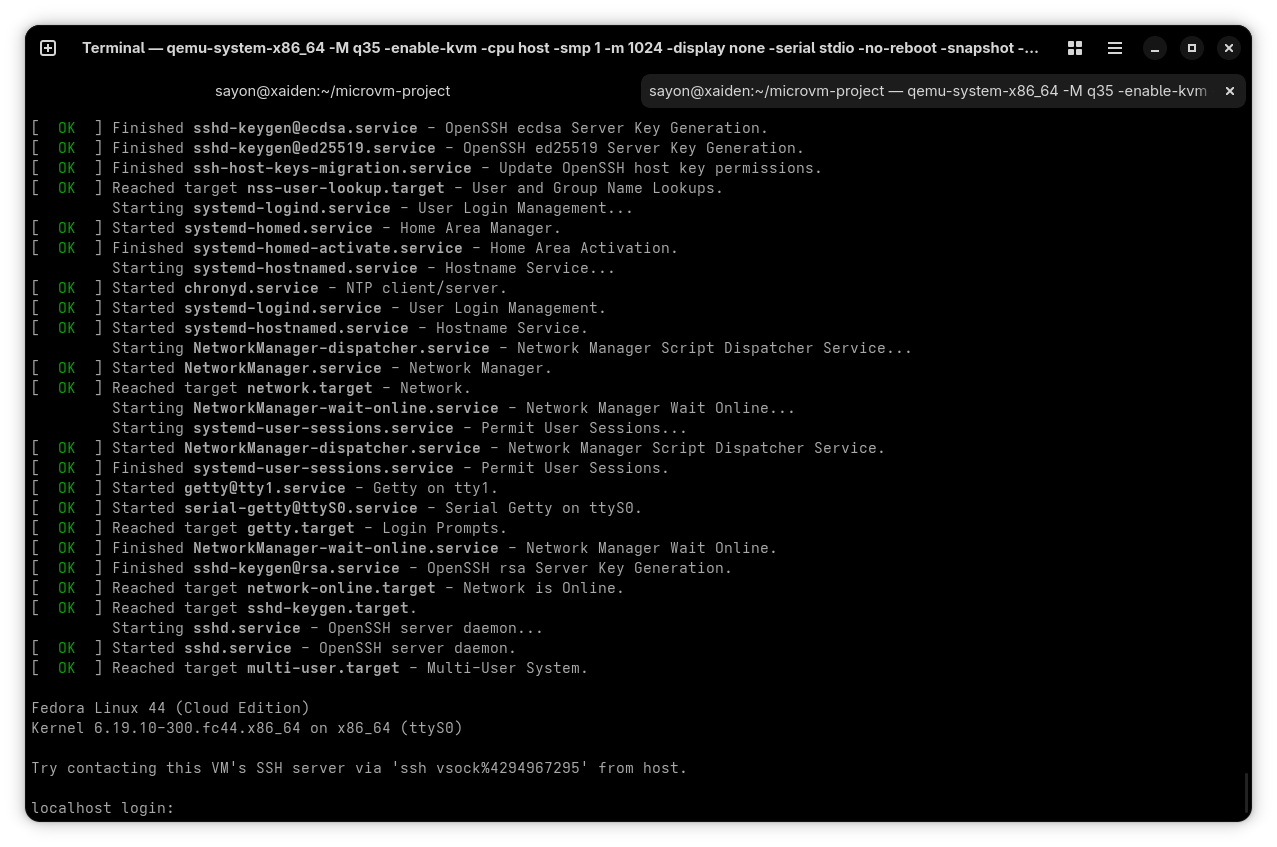 Terminal — qemu-system-x86_64 -M q35 -enable-kvm -cpu host -smp 1 -m 1024 -display none -serial stdio -no-reboot -snapshot -...
sayon@xaiden:~/microvm-project
sayon@xaiden:~/microvm-project — qemu-system-x86_64 -M q35 -enable-kvm
[  OK  ] Finished sshd-keygen@ecdsa.service - OpenSSH ecdsa Server Key Generation.
[  OK  ] Finished sshd-keygen@ed25519.service - OpenSSH ed25519 Server Key Generation.
[  OK  ] Finished ssh-host-keys-migration.service - Update OpenSSH host key permissions.
[  OK  ] Reached target nss-user-lookup.target - User and Group Name Lookups.
         Starting systemd-logind.service - User Login Management...
[  OK  ] Started systemd-homed.service - Home Area Manager.
[  OK  ] Finished systemd-homed-activate.service - Home Area Activation.
         Starting systemd-hostnamed.service - Hostname Service...
[  OK  ] Started chronyd.service - NTP client/server.
[  OK  ] Started systemd-logind.service - User Login Management.
[  OK  ] Started systemd-hostnamed.service - Hostname Service.
         Starting NetworkManager-dispatcher.service - Network Manager Script Dispatcher Service...
[  OK  ] Started NetworkManager.service - Network Manager.
[  OK  ] Reached target network.target - Network.
         Starting NetworkManager-wait-online.service - Network Manager Wait Online...
         Starting systemd-user-sessions.service - Permit User Sessions...
[  OK  ] Started NetworkManager-dispatcher.service - Network Manager Script Dispatcher Service.
[  OK  ] Finished systemd-user-sessions.service - Permit User Sessions.
[  OK  ] Started getty@tty1.service - Getty on tty1.
[  OK  ] Started serial-getty@ttyS0.service - Serial Getty on ttyS0.
[  OK  ] Reached target getty.target - Login Prompts.
[  OK  ] Finished NetworkManager-wait-online.service - Network Manager Wait Online.
[  OK  ] Finished sshd-keygen@rsa.service - OpenSSH rsa Server Key Generation.
[  OK  ] Reached target network-online.target - Network is Online.
[  OK  ] Reached target sshd-keygen.target.
         Starting sshd.service - OpenSSH server daemon...
[  OK  ] Started sshd.service - OpenSSH server daemon.
[  OK  ] Reached target multi-user.target - Multi-User System.
Fedora Linux 44 (Cloud Edition)
Kernel 6.19.10-300.fc44.x86_64 on x86_64 (ttyS0)
Try contacting this VM's SSH server via 'ssh vsock%4294967295' from host.
localhost login: